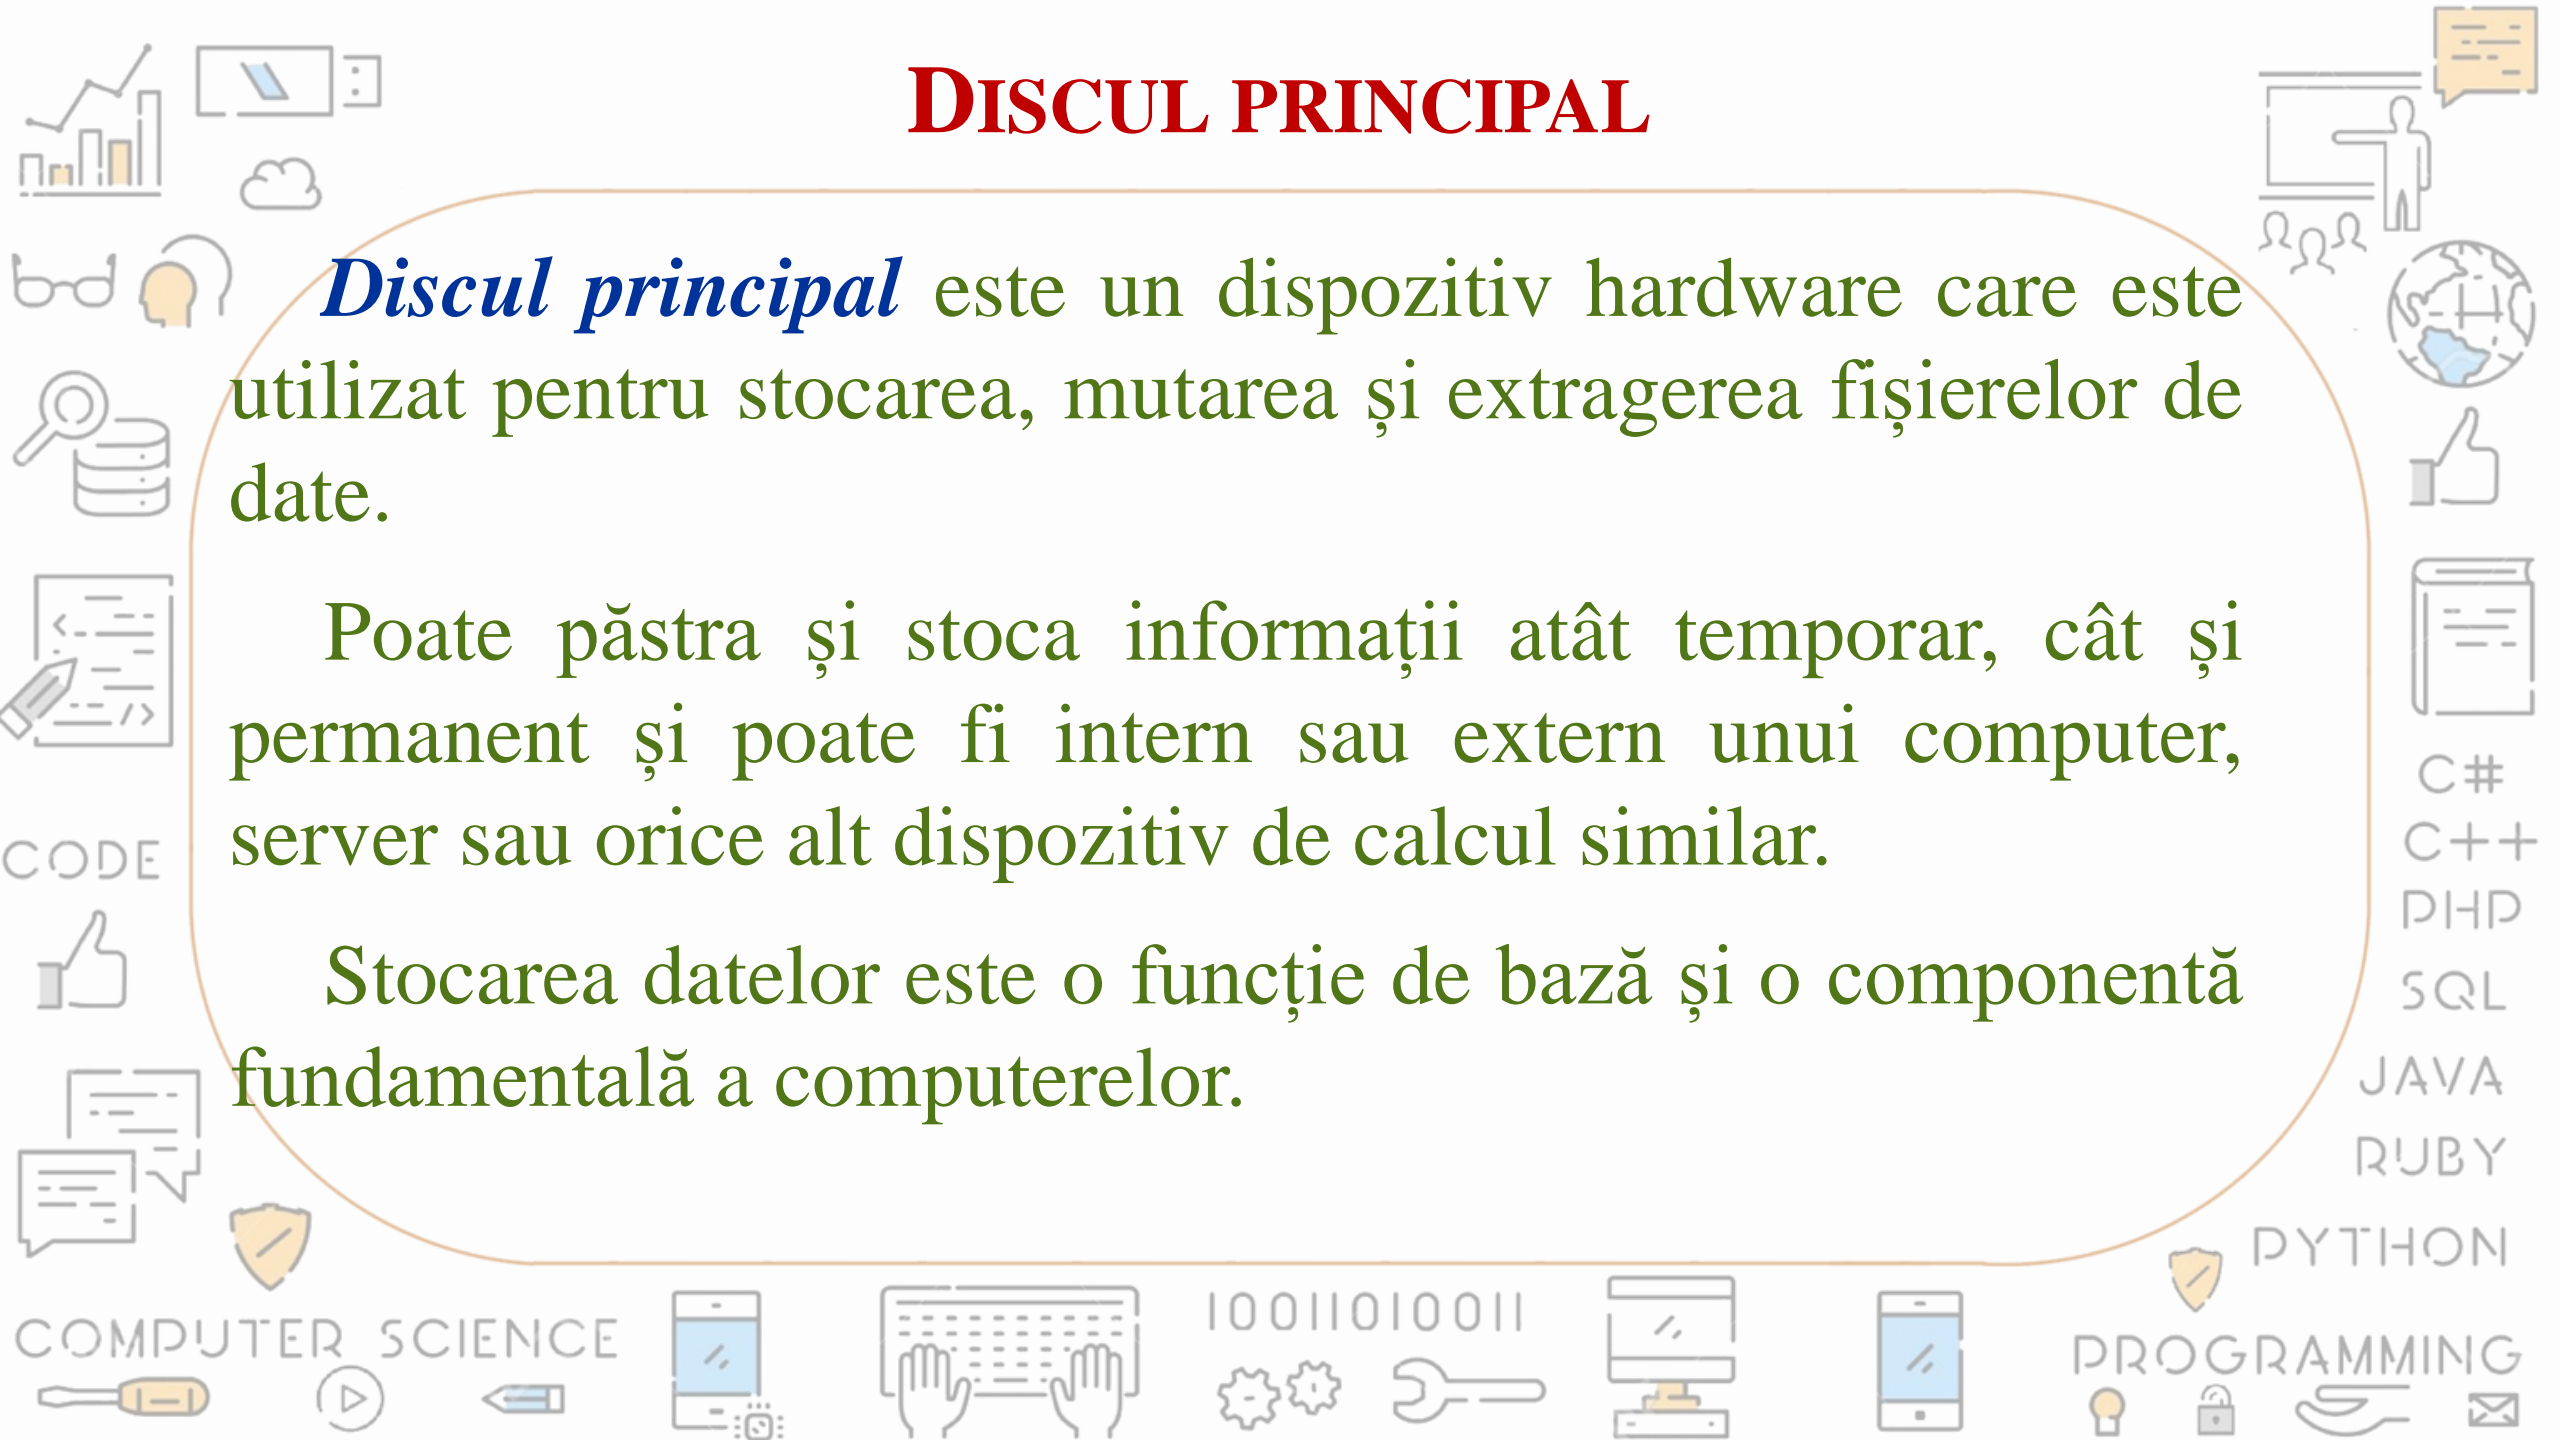 DISCUL PRINCIPAL
Discul principal este un dispozitiv hardware care este
utilizat pentru stocarea, mutarea și extragerea fișierelor de
date.
Poate păstra și stoca informații atât temporar, cât și
permanent și poate fi intern sau extern unui computer,
server sau orice alt dispozitiv de calcul similar.
Stocarea datelor este o funcție de bază și o componentă
fundamentală a computerelor.
CODE
C#
C++
PHP
SQL
JAVA
RUBY
PYTHON
COMPUTER SCIENCE
10011010011
PROGRAMMING